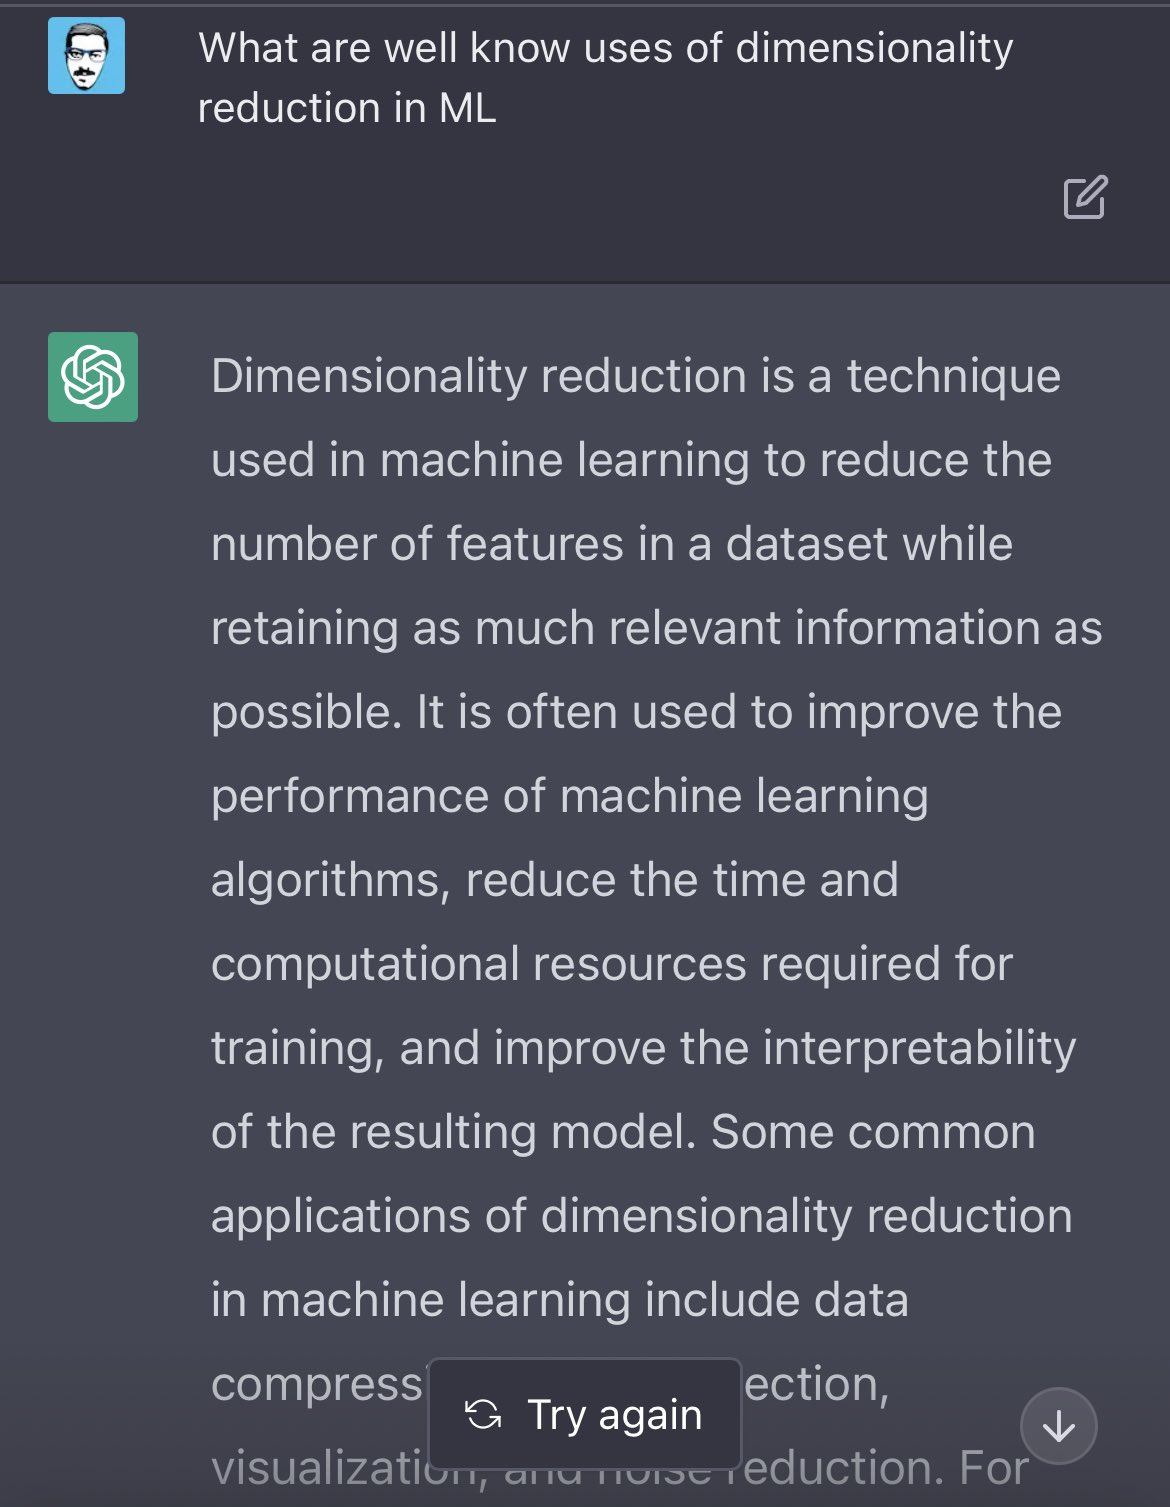 What are well know uses of dimensionality
reduction in ML
Dimensionality reduction is a technique
used in machine learning to reduce the
number of features in a dataset while
retaining as much relevant information as
possible. It is often used to improve the
performance of machine learning
algorithms, reduce the time and
computational resources required for
training, and improve the interpretability
of the resulting model. Some common
applications of dimensionality reduction
in machine learning include data
compress ection,
Try again
visualization, and noise reduction. For